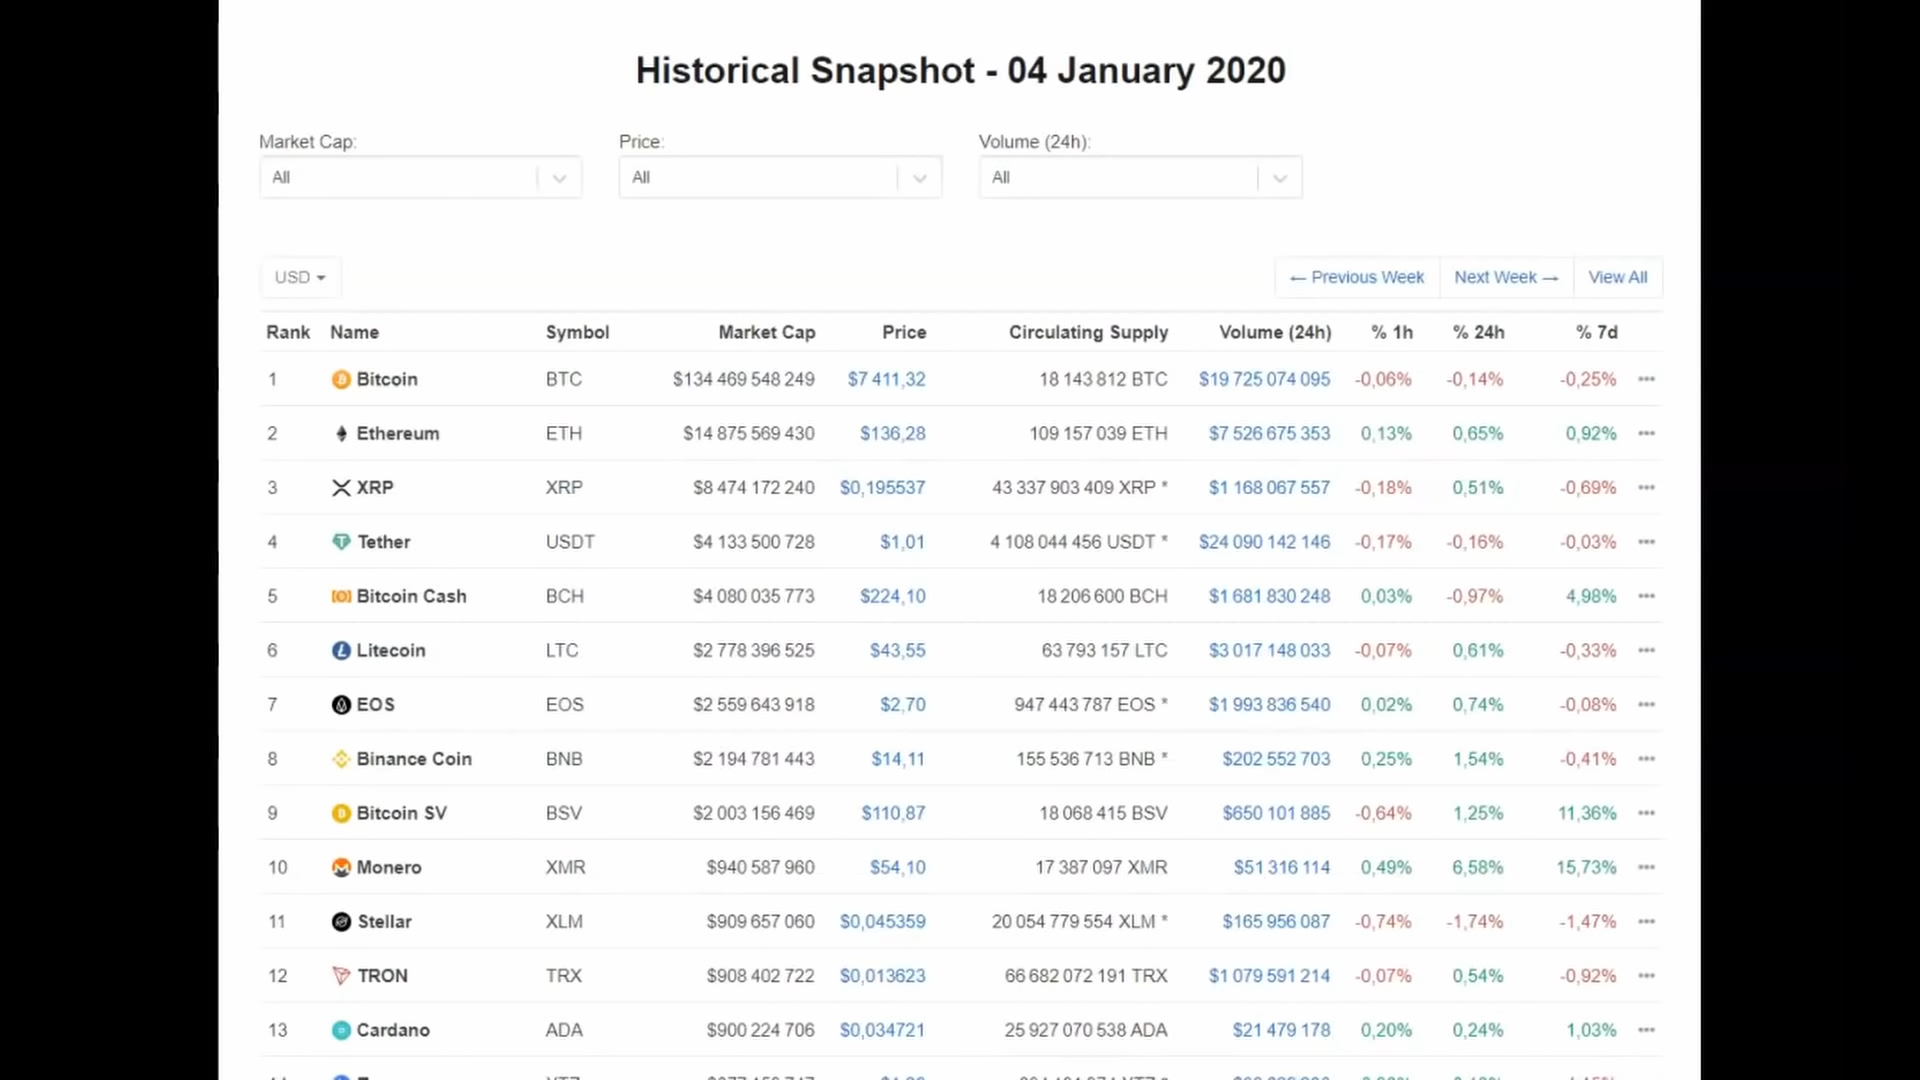 Historical Snapshot - 04 January 2020
Market Cap: Price: Volume (24h):
All All All
USD ← Previous Week Next Week → View All
Rank Name Symbol Market Cap Price Circulating Supply Volume (24h) % 1h % 24h % 7d
1 Bitcoin BTC $134 469 548 249 $7 411,32 18 143 812 BTC $19 725 074 095 -0,06% -0,14% -0,25% •••
2 Ethereum ETH $14 875 569 430 $136,28 109 157 039 ETH $7 526 675 353 0,13% 0,65% 0,92% •••
3 XRP XRP $8 474 172 240 $0,195537 43 337 903 409 XRP * $1 168 067 557 -0,18% 0,51% -0,69% •••
4 Tether USDT $4 133 500 728 $1,01 4 108 044 456 USDT * $24 090 142 146 -0,17% -0,16% -0,03% •••
5 Bitcoin Cash BCH $4 080 035 773 $224,10 18 206 600 BCH $1 681 830 248 0,03% -0,97% 4,98% •••
6 Litecoin LTC $2 778 396 525 $43,55 63 793 157 LTC $3 017 148 033 -0,07% 0,61% -0,33% •••
7 EOS EOS $2 559 643 918 $2,70 947 443 787 EOS * $1 993 836 540 0,02% 0,74% -0,08% •••
8 Binance Coin BNB $2 194 781 443 $14,11 155 536 713 BNB * $202 552 703 0,25% 1,54% -0,41% •••
9 Bitcoin SV BSV $2 003 156 469 $110,87 18 068 415 BSV $650 101 885 -0,64% 1,25% 11,36% •••
10 Monero XMR $940 587 960 $54,10 17 387 097 XMR $51 316 114 0,49% 6,58% 15,73% •••
11 Stellar XLM $909 657 060 $0,045359 20 054 779 554 XLM * $165 956 087 -0,74% -1,74% -1,47% •••
12 TRON TRX $908 402 722 $0,013623 66 682 072 191 TRX $1 079 591 214 -0,07% 0,54% -0,92% •••
13 Cardano ADA $900 224 706 $0,034721 25 927 070 538 ADA $21 479 178 0,20% 0,24% 1,03% •••